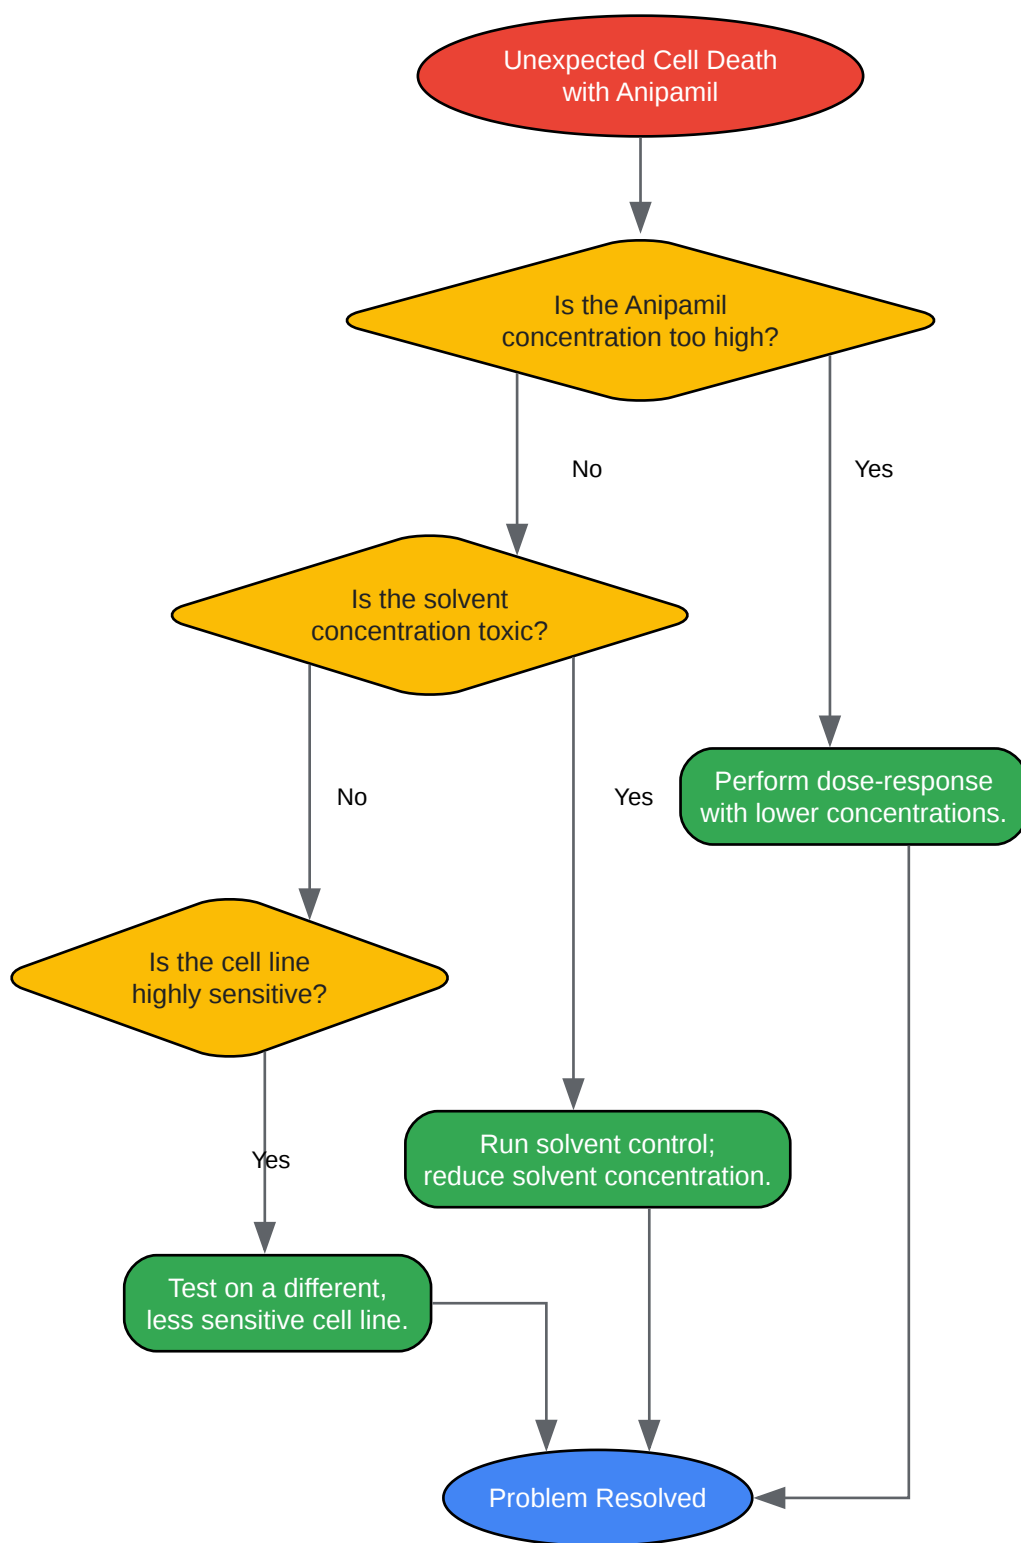 Unexpected Cell Death
with Anipamil
Is the Anipamil
concentration too high?
No
Yes
Is the solvent
concentration toxic?
No
Yes
Perform dose-response
with lower concentrations.
Is the cell line
highly sensitive?
Yes
Run solvent control;
reduce solvent concentration.
Test on a different,
less sensitive cell line.
Problem Resolved